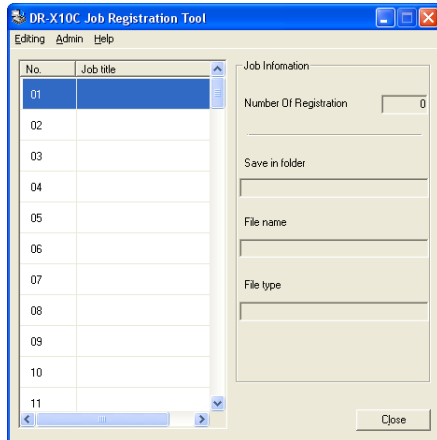 DR-X10C Job Registration Tool
Editing Admin Help
No. Job title
01
02
03
04
05
06
07
08
09
10
11
Job Infomation
Number Of Registration 0
Save in folder
File name
File type
Close